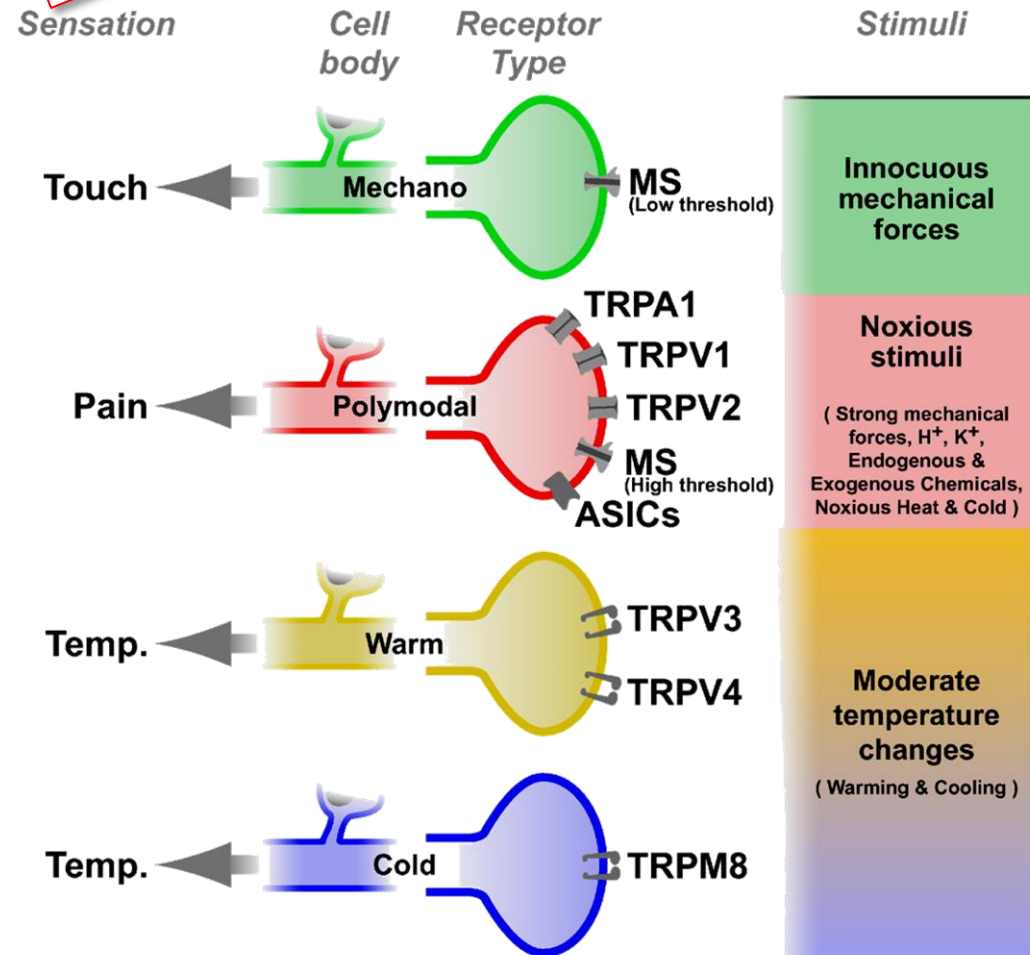 Sensation
Cell
body
Receptor
Type
Stimuli
Touch
Mechano
MS
(Low threshold)
Innocuous
mechanical
forces
Pain
Polymodal
TRPA1
TRPV1
TRPV2
MS
(High threshold)
ASICs
Noxious
stimuli
( Strong mechanical
forces, H⁺, K⁺,
Endogenous &
Exogenous Chemicals,
Noxious Heat & Cold )
Temp.
Warm
TRPV3
TRPV4
Moderate
temperature
changes
( Warming & Cooling )
Temp.
Cold
TRPM8